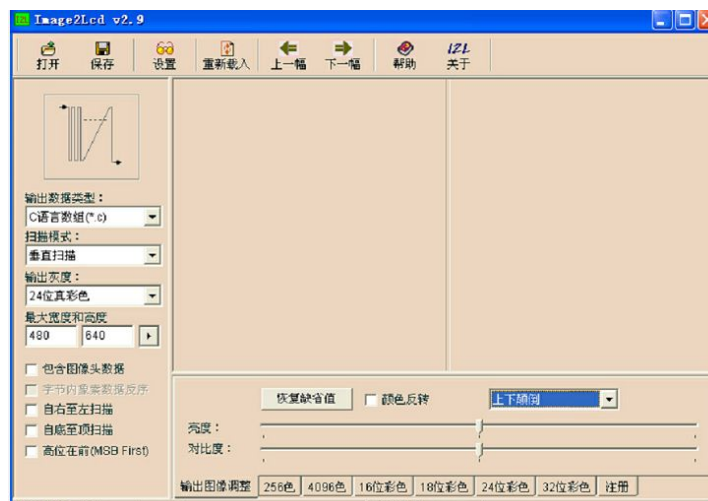 Image2Lcd v2.9
打开 保存 设置 重新载入 上一幅 下一幅 帮助 关于
输出数据类型：
C语言数组(*.c)
扫描模式：
垂直扫描
输出灰度：
24位真彩色
最大宽度和高度
480 640
包含图像头数据
字节内象素数据反序
自右至左扫描
自底至顶扫描
高位在前(MSB First)
恢复缺省值 颜色反转 上下颠倒
亮度：
对比度：
输出图像调整 256色 4096色 16位彩色 18位彩色 24位彩色 32位彩色 注册